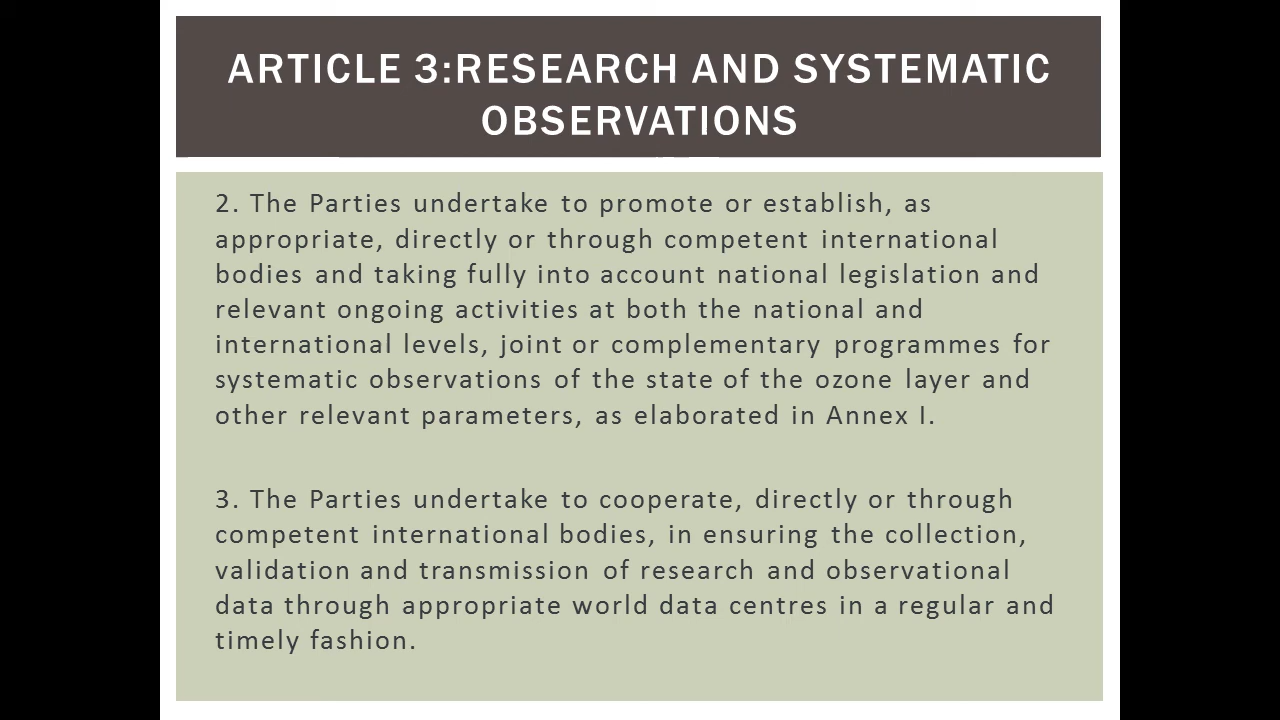 ARTICLE 3:RESEARCH AND SYSTEMATIC
OBSERVATIONS
2. The Parties undertake to promote or establish, as
appropriate, directly or through competent international
bodies and taking fully into account national legislation and
relevant ongoing activities at both the national and
international levels, joint or complementary programmes for
systematic observations of the state of the ozone layer and
other relevant parameters, as elaborated in Annex I.
3. The Parties undertake to cooperate, directly or through
competent international bodies, in ensuring the collection,
validation and transmission of research and observational
data through appropriate world data centres in a regular and
timely fashion.